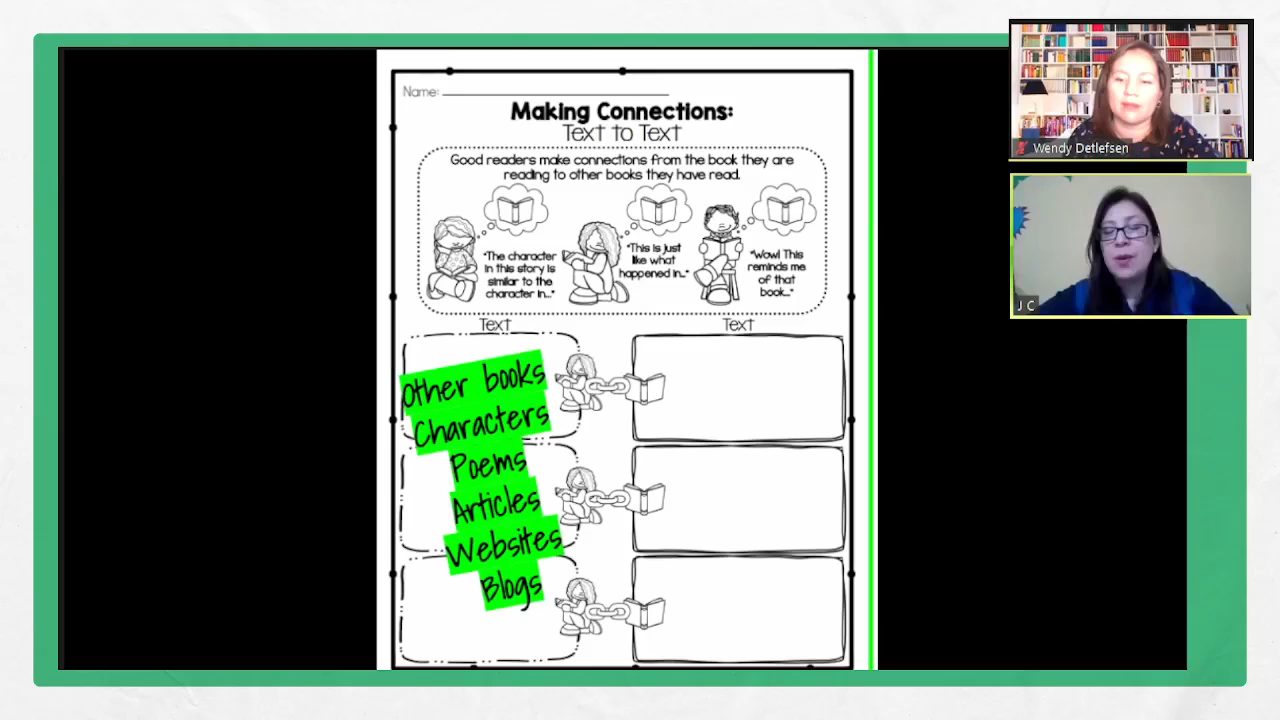 Name:
Making Connections:
Text to Text
Good readers make connections from the book they are
reading to other books they have read.
"The character
in this story is
similar to the
character in..."
"This is just
like what
happened in..."
"Wow! This
reminds me
of that
book..."
Text
Text
Other books
Characters
Poems
Articles
Websites
Blogs
Wendy Detlefsen
J C